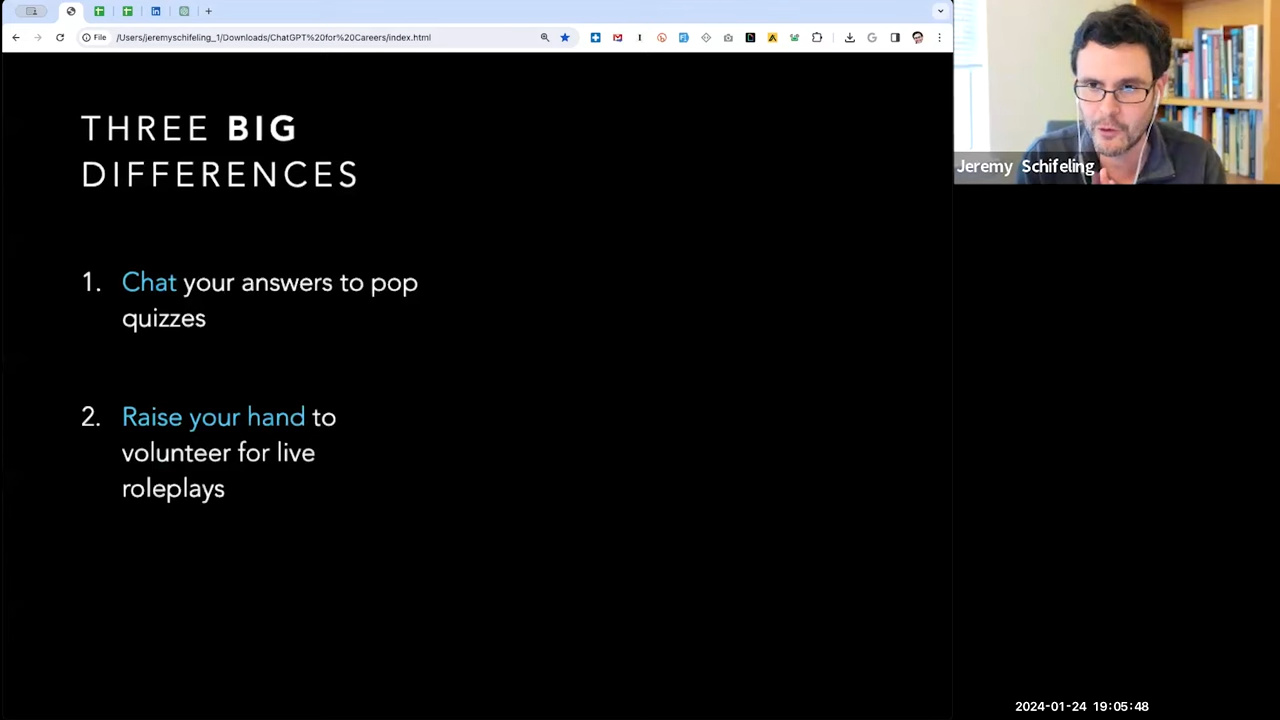 File
/Users/jeremyschifeling_1/Downloads/ChatGPT%20for%20Careers/index.html
THREE BIG
DIFFERENCES
1. Chat your answers to pop
quizzes
2. Raise your hand to
volunteer for live
roleplays
Jeremy Schifeling
2024-01-24 19:05:48